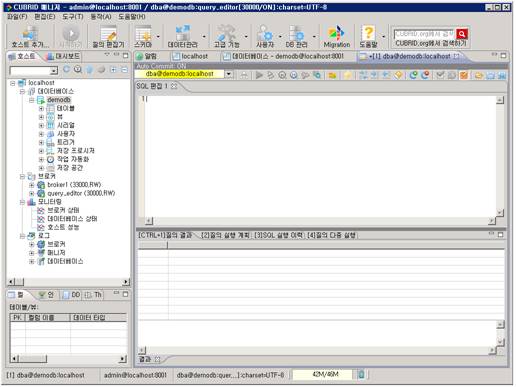 CUBRID 매니저 - admin@localhost:8001 / dba@demodb:query_editor[30000/ON]:charset=UTF-8
파일(F) 편집(E) 도구(T) 동작(A) 도움말(H)
호스트 추가... 시작하기 질의 편집기 스키마 데이터관리 고급 기능 사용자 DB 관리 Migration 도움말
CUBRID.org에서 검색
CUBRID.org에서 검색하기
호스트 대시보드
알림 localhost 데이터베이스 - demodb@localhost:8001 *[1] dba@demodb:localhost
Auto Commit: ON
dba@demodb:localhost
SQL 편집 1
1
localhost
데이터베이스
demodb
테이블
뷰
시리얼
사용자
트리거
저장 프로시저
작업 자동화
저장 공간
브로커
broker1 (33000,RW)
query_editor (30000,RW)
모니터링
브로커 상태
데이터베이스 상태
호스트 성능
로그
브로커
매니저
데이터베이스
[CTRL+1]질의 결과 [2]질의 실행 계획 [3]SQL 실행 이력 [4]질의 다중 실행
컬 인 DD Th
테이블/뷰:
PK 컬럼 이름 데이터 타입
결과
[1] dba@demodb:localhost admin@localhost:8001 dba@demodb:quer,,,]:charset=UTF-8 42M/46M